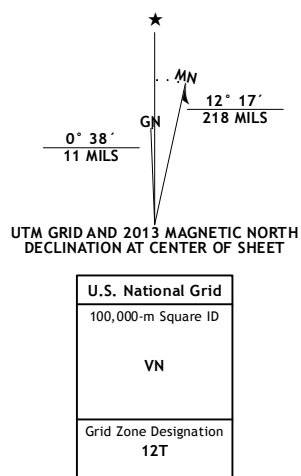 ★
MN
12° 17´
218 MILS
GN
0° 38´
11 MILS
UTM GRID AND 2013 MAGNETIC NORTH
DECLINATION AT CENTER OF SHEET
U.S. National Grid
100,000-m Square ID
VN
Grid Zone Designation
12T